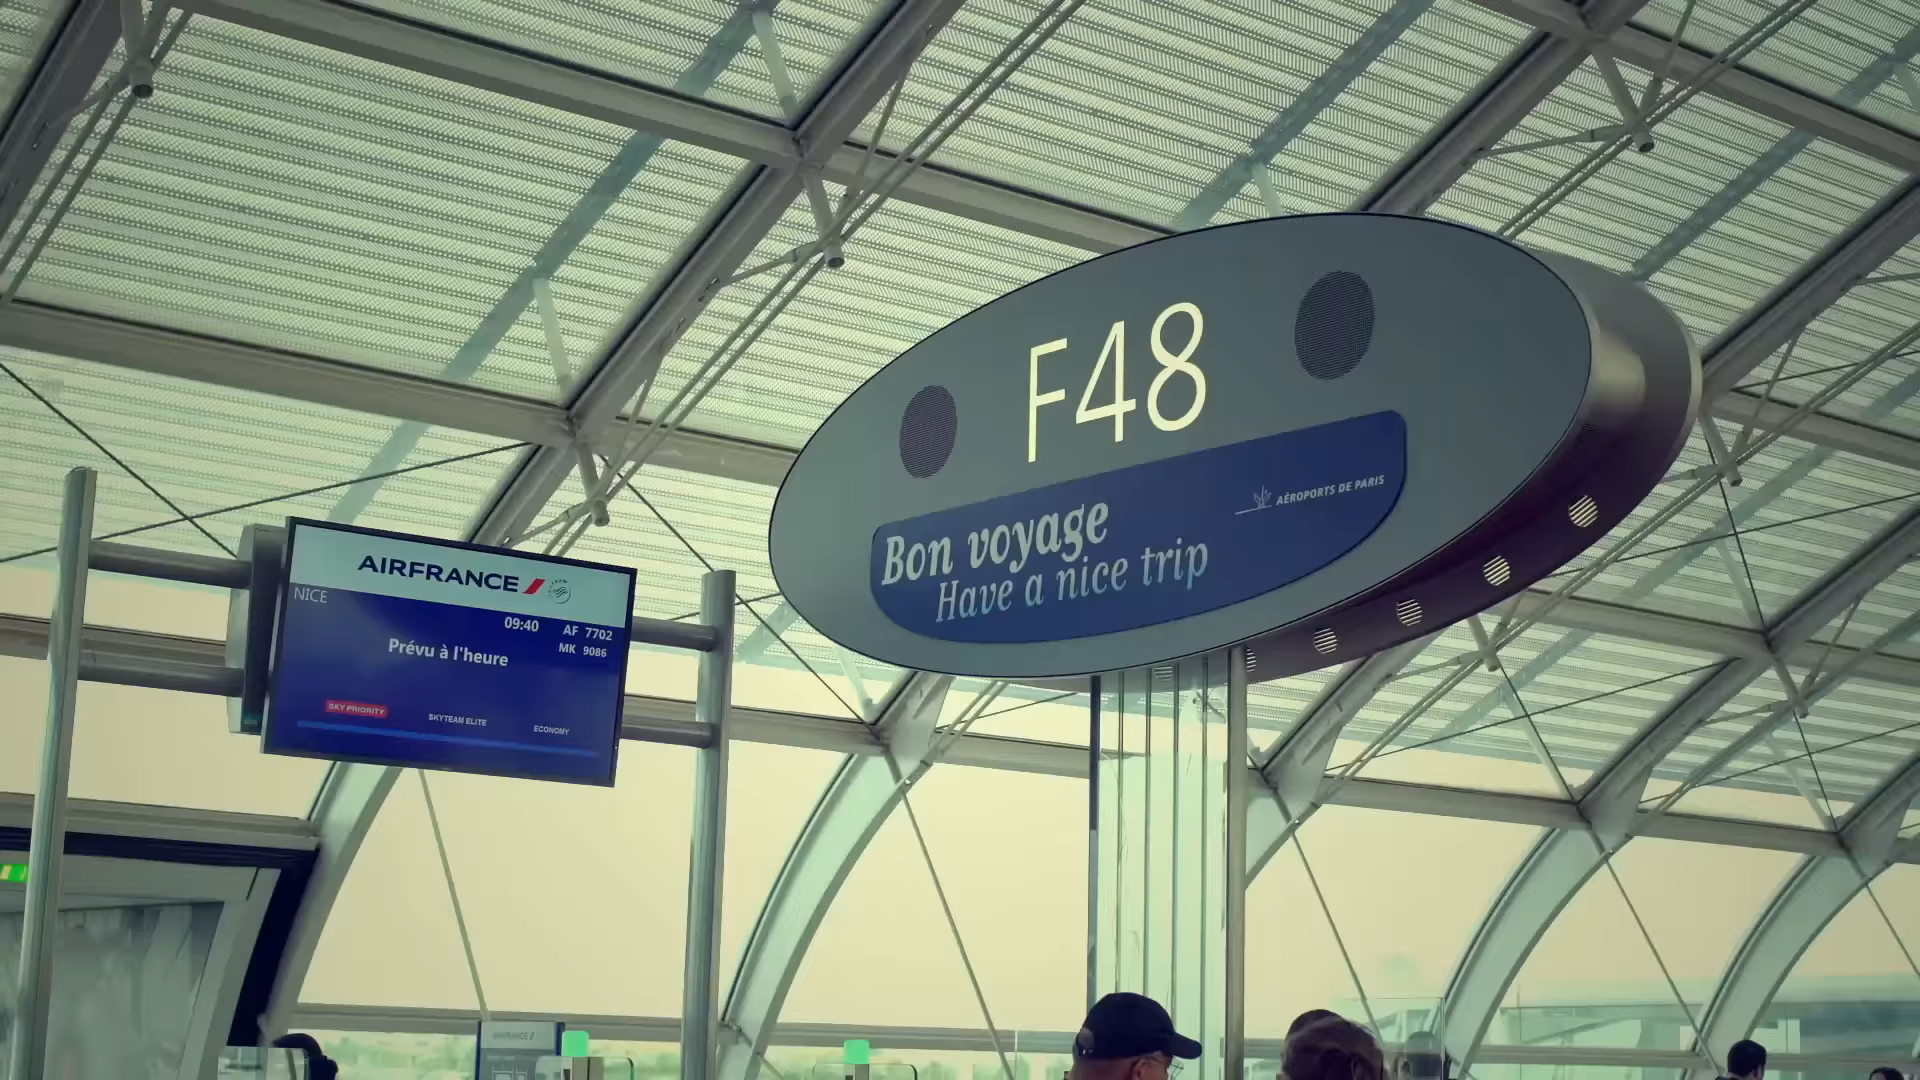 AIRFRANCE
NICE
09:40 AF 7702
MK 9086
Prévu à l'heure
SKY PRIORITY
SKYTEAM ELITE
ECONOMY
F48
Bon voyage
Have a nice trip
AÉROPORTS DE PARIS
AIRFRANCE